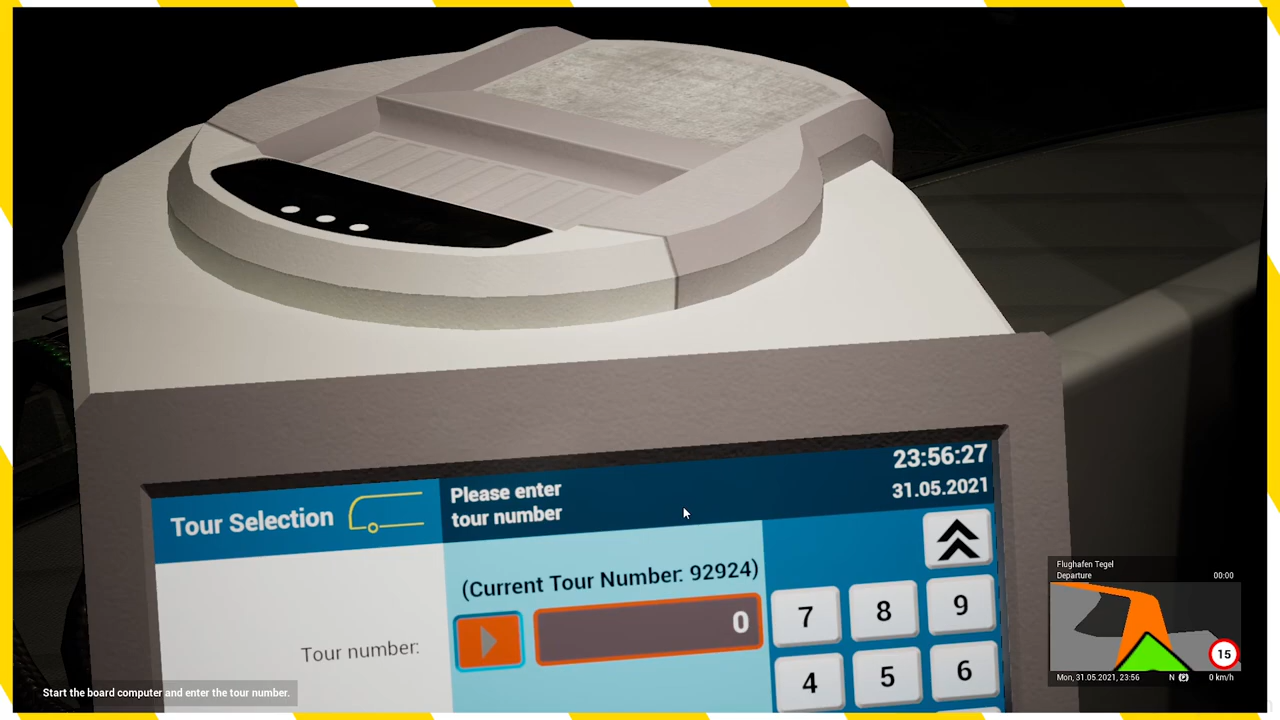 23:56:27
31.05.2021
Tour Selection
Please enter
tour number
(Current Tour Number: 92924)
Tour number:
0
7 8 9
4 5 6
Flughafen Tegel
Departure 00:00
15
Mon, 31.05.2021, 23:56 N P 0 km/h
Start the board computer and enter the tour number.